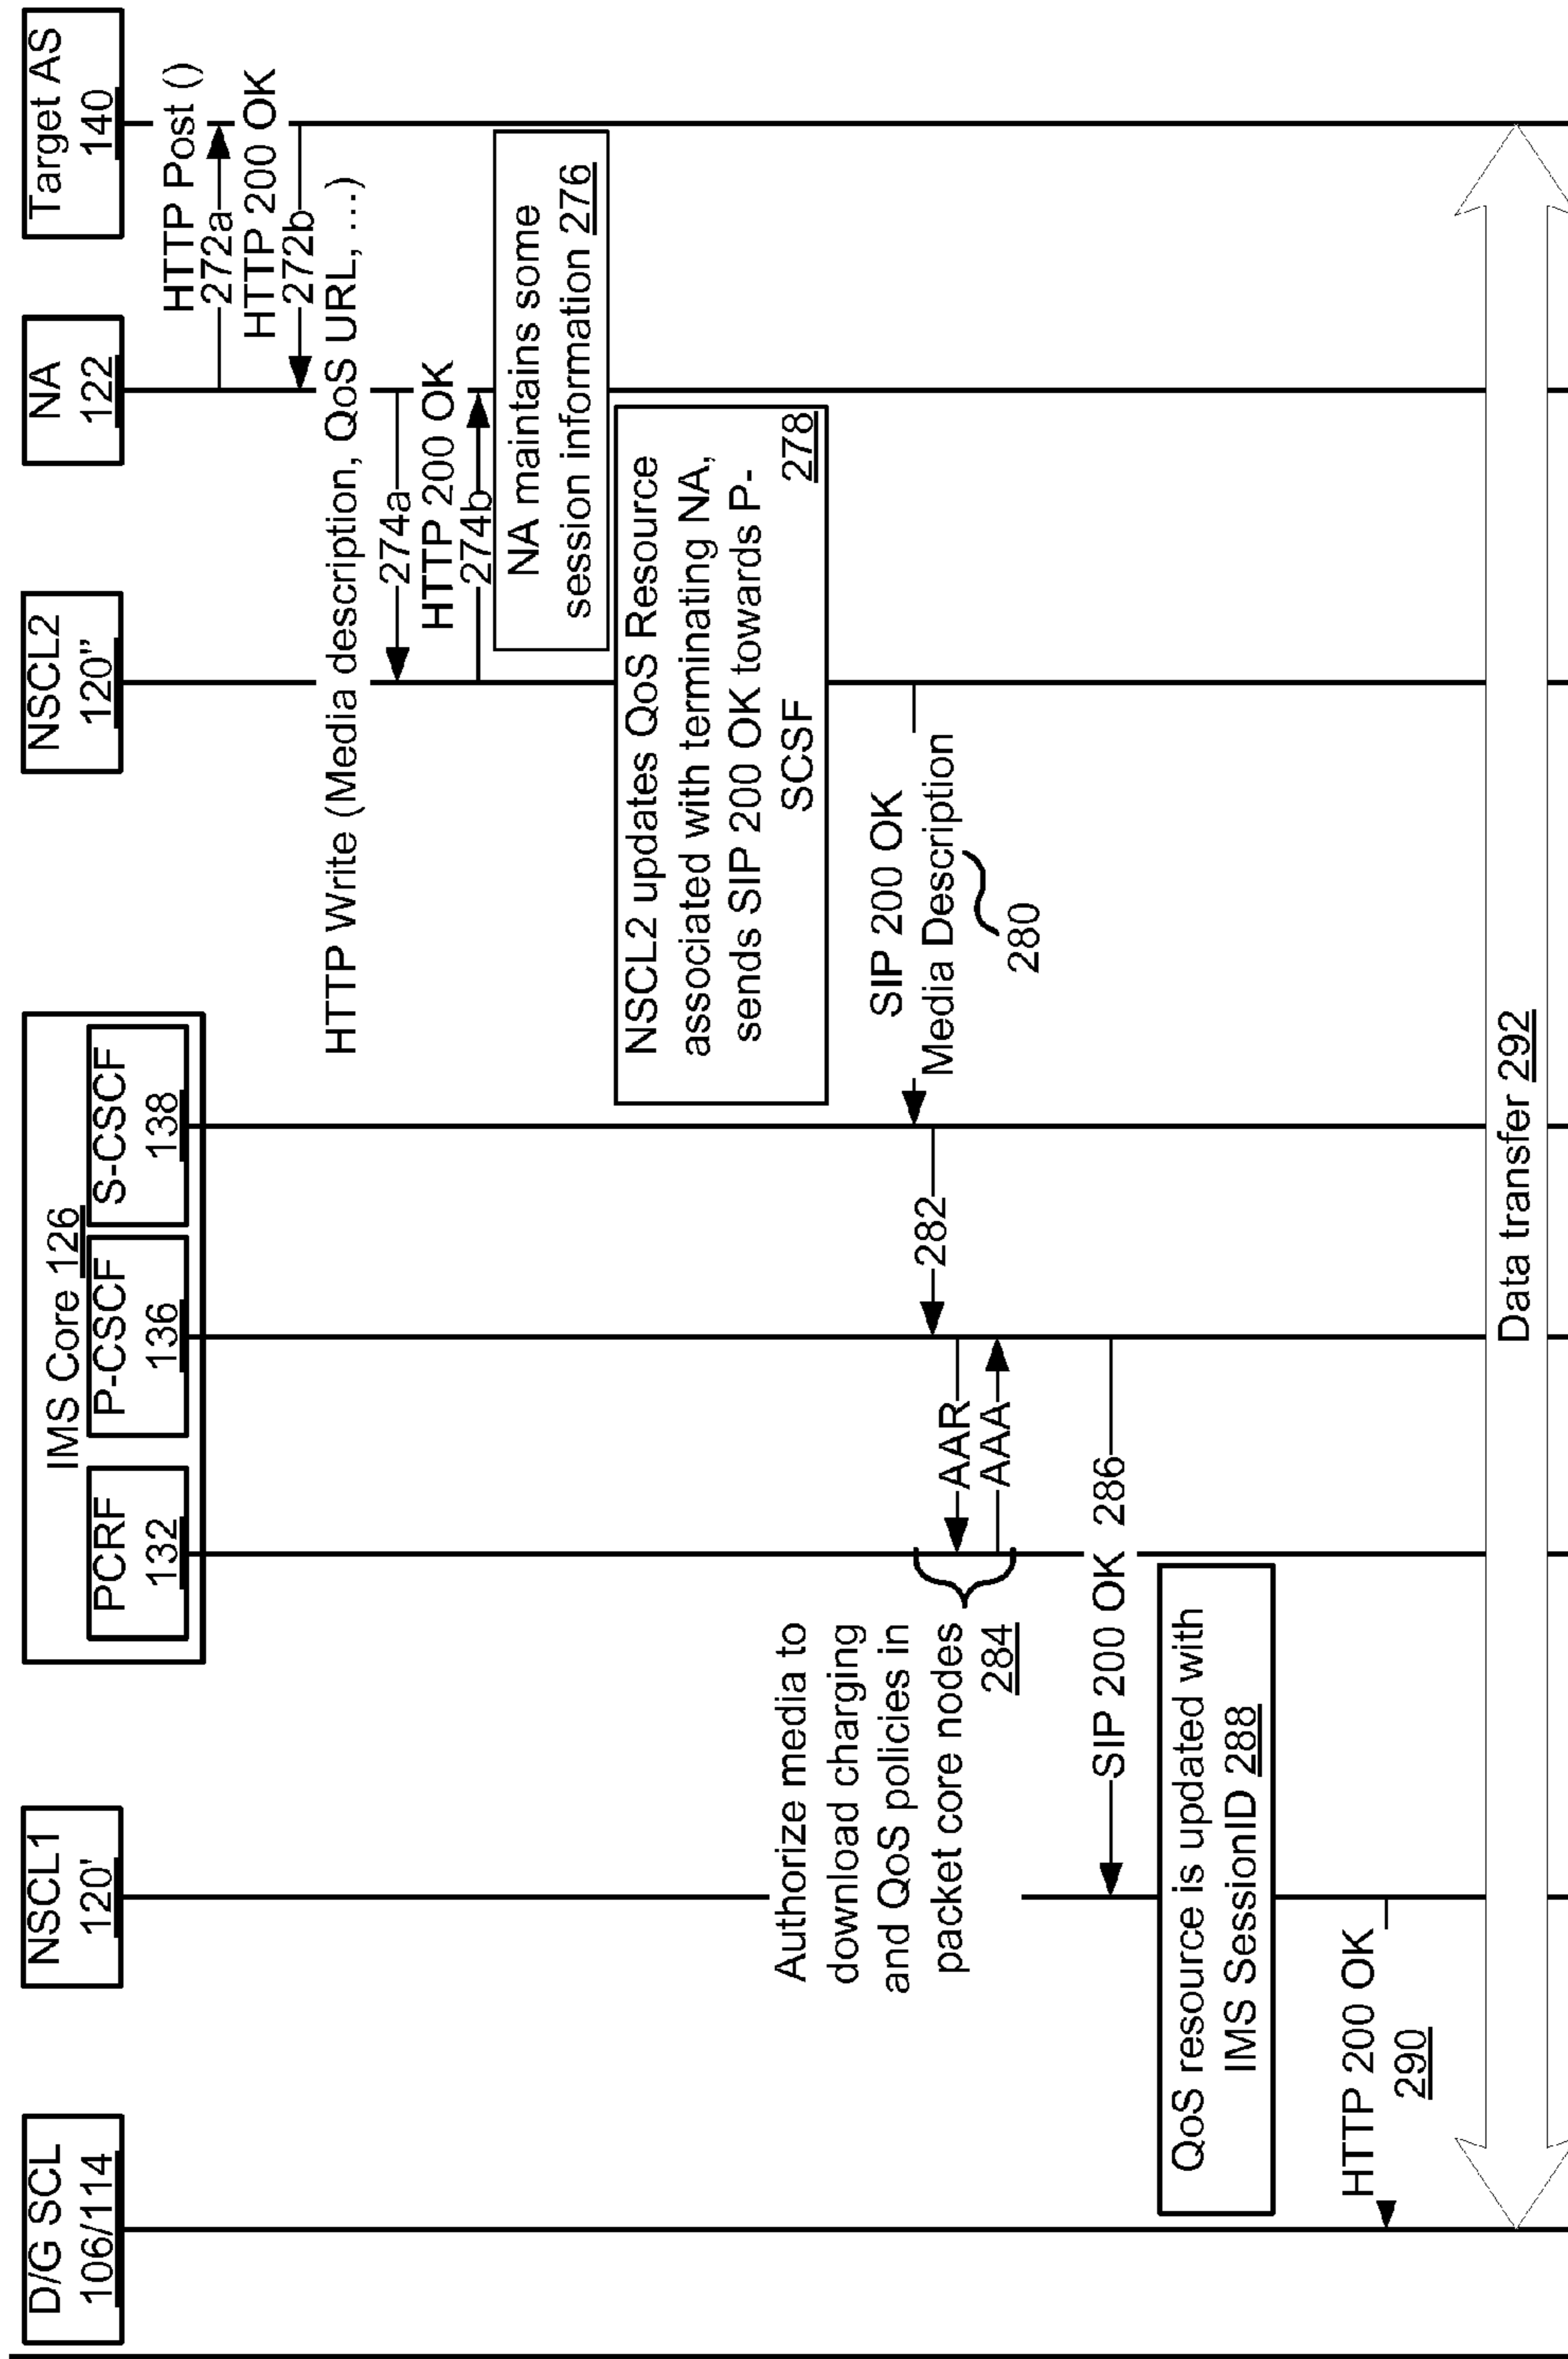 D/G SCL
106/114
NSCL1
120'
IMS Core 126
PCRF
132
P-CSCF
136
S-CSCF
138
NSCL2
120"
NA
122
Target AS
140
HTTP Post ()
272a
HTTP 200 OK
272b
HTTP Write (Media description, QoS URL, ...)
274a
HTTP 200 OK
274b
NA maintains some
session information 276
NSCL2 updates QoS Resource
associated with terminating NA,
sends SIP 200 OK towards P-
SCSF 278
SIP 200 OK
Media Description
280
282
AAR
AAA
Authorize media to
download charging
and QoS policies in
packet core nodes
284
SIP 200 OK 286
QoS resource is updated with
IMS SessionID 288
HTTP 200 OK
290
Data transfer 292